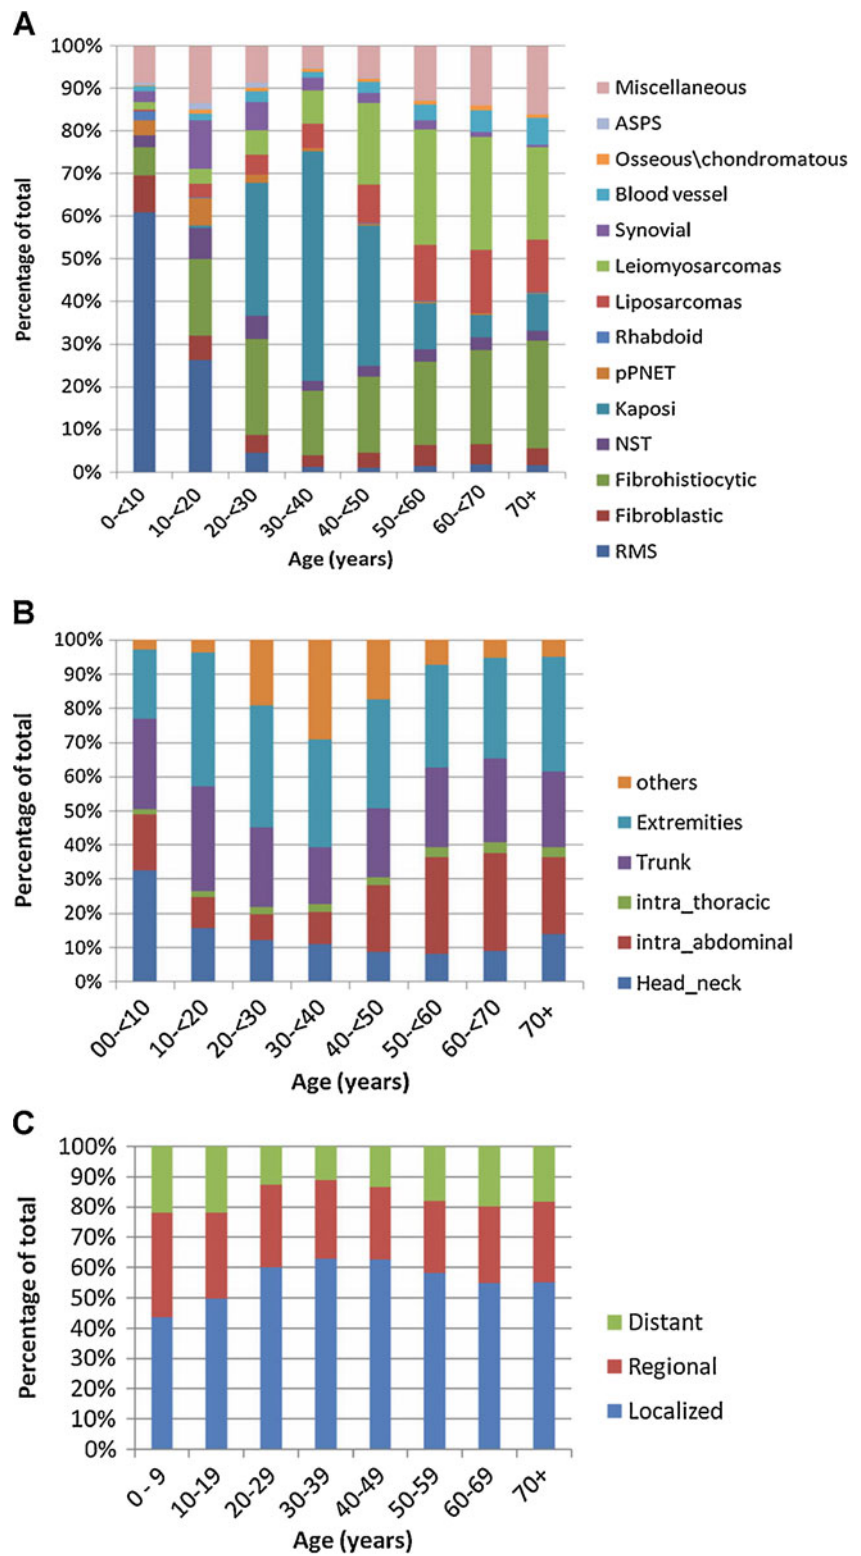 A
100%
90%
80%
70%
60%
50%
40%
30%
20%
10%
0%
Percentage of total
0-<10
10-<20
20-<30
30-<40
40-<50
50-<60
60-<70
70+
Age (years)
Miscellaneous
ASPS
Osseous\chondromatous
Blood vessel
Synovial
Leiomyosarcomas
Liposarcomas
Rhabdoid
pPNET
Kaposi
NST
Fibrohistiocytic
Fibroblastic
RMS
B
100%
90%
80%
70%
60%
50%
40%
30%
20%
10%
0%
Percentage of total
00-<10
10-<20
20-<30
30-<40
40-<50
50-<60
60-<70
70+
Age (years)
others
Extremities
Trunk
intra_thoracic
intra_abdominal
Head_neck
C
100%
90%
80%
70%
60%
50%
40%
30%
20%
10%
0%
Percentage of total
0 - 9
10-19
20-29
30-39
40-49
50-59
60-69
70+
Age (years)
Distant
Regional
Localized